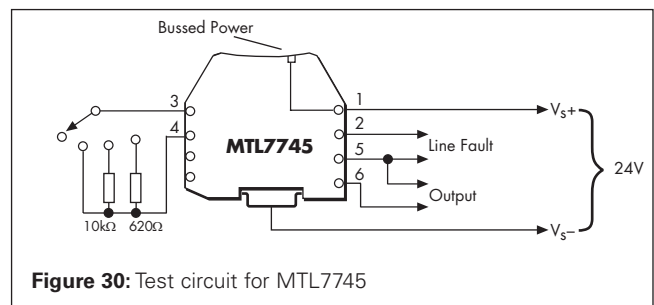 Bussed Power
3
4
MTL7745
1
2
5
6
Vs+
Line Fault
Output
Vs−
24V
10kΩ 620Ω
Figure 30: Test circuit for MTL7745